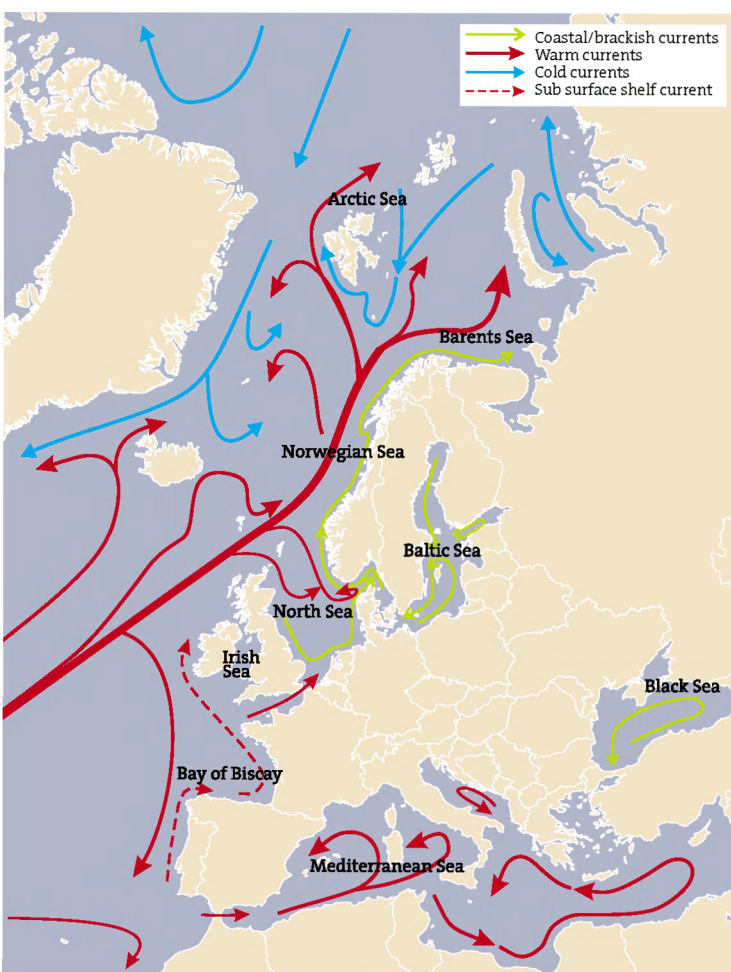 Coastal/brackish currents
Warm currents
Cold currents
Sub surface shelf current
Arctic Sea
Barents Sea
Norwegian Sea
Baltic Sea
North Sea
Irish
Sea
Black Sea
Bay of Biscay
Mediterranean Sea